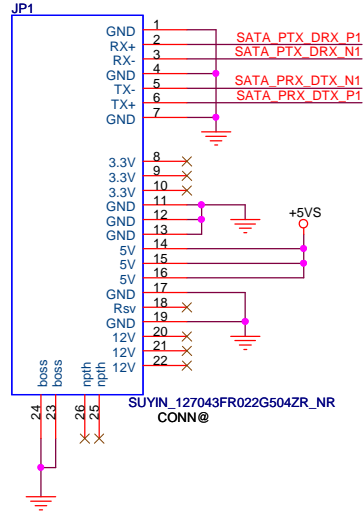 JP1
GND 1
RX+ 2 SATA_PTX_DRX_P1
RX- 3 SATA_PTX_DRX_N1
GND 4
TX- 5 SATA_PRX_DTX_N1
TX+ 6 SATA_PRX_DTX_P1
GND 7
3.3V 8
3.3V 9
3.3V 10
GND 11
GND 12
GND 13
+5VS
5V 14
5V 15
5V 16
GND 17
Rsv 18
GND 19
12V 20
12V 21
12V 22
boss boss npth npth
24 23 26 25
SUYIN_127043FR022G504ZR_NR
CONN@